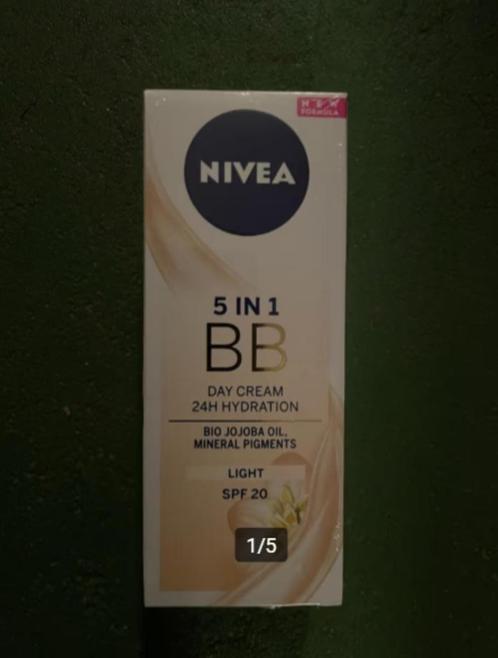 NEW
FORMULA
NIVEA
5 IN 1
BB
DAY CREAM
24H HYDRATION
BIO JOJOBA OIL,
MINERAL PIGMENTS
LIGHT
SPF 20
1/5